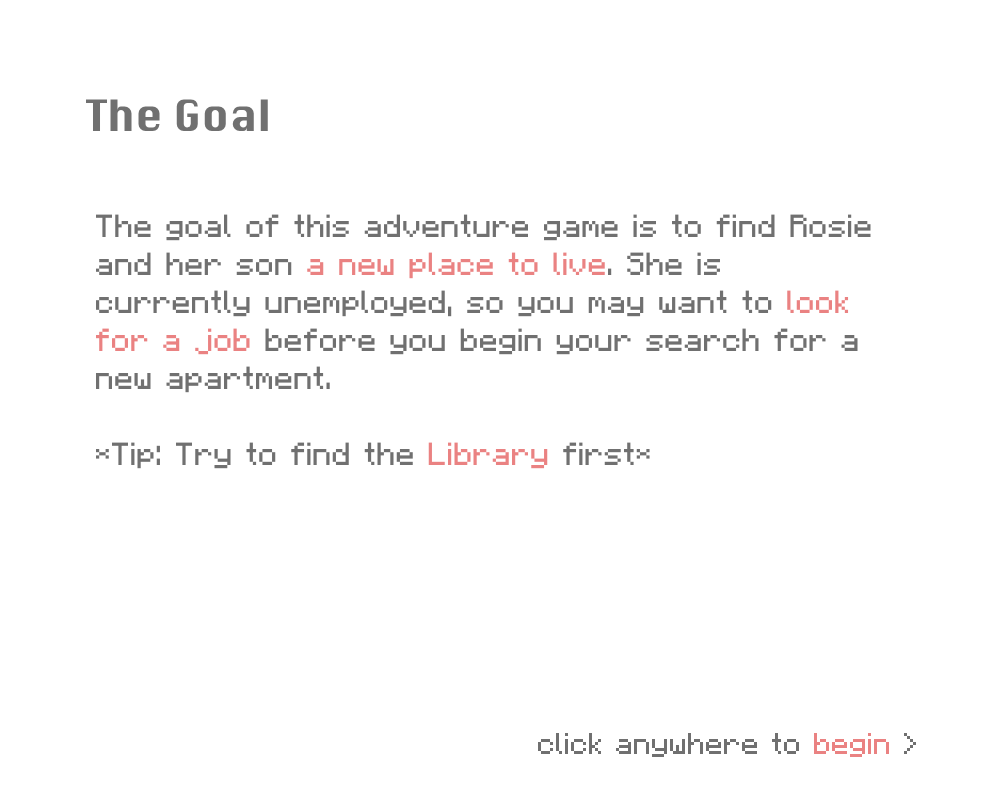 The Goal
The goal of this adventure game is to find Rosie
and her son a new place to live. She is
currently unemployed, so you may want to look
for a job before you begin your search for a
new apartment.
*Tip: Try to find the Library first*
click anywhere to begin >